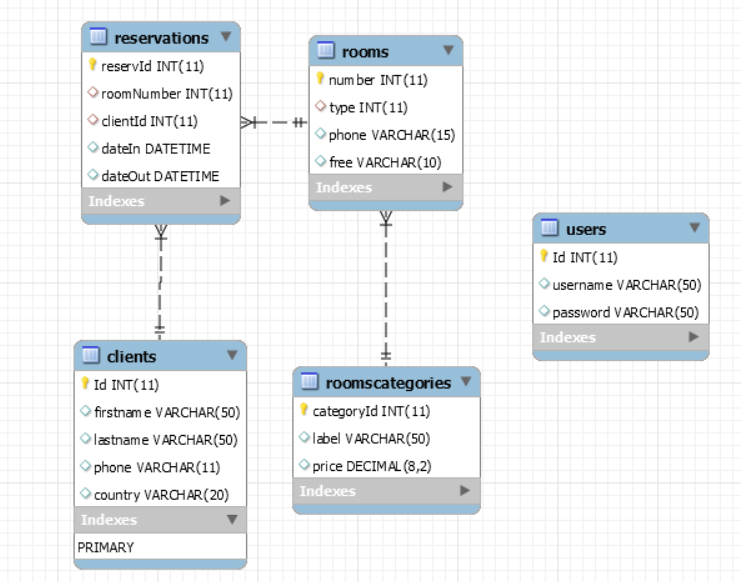 reservations
reservId INT(11)
roomNumber INT(11)
clientId INT(11)
dateIn DATETIME
dateOut DATETIME
Indexes
rooms
number INT(11)
type INT(11)
phone VARCHAR(15)
free VARCHAR(10)
Indexes
users
Id INT(11)
username VARCHAR(50)
password VARCHAR(50)
Indexes
clients
Id INT(11)
firstname VARCHAR(50)
lastname VARCHAR(50)
phone VARCHAR(11)
country VARCHAR(20)
Indexes
PRIMARY
roomscategories
categoryId INT(11)
label VARCHAR(50)
price DECIMAL(8,2)
Indexes